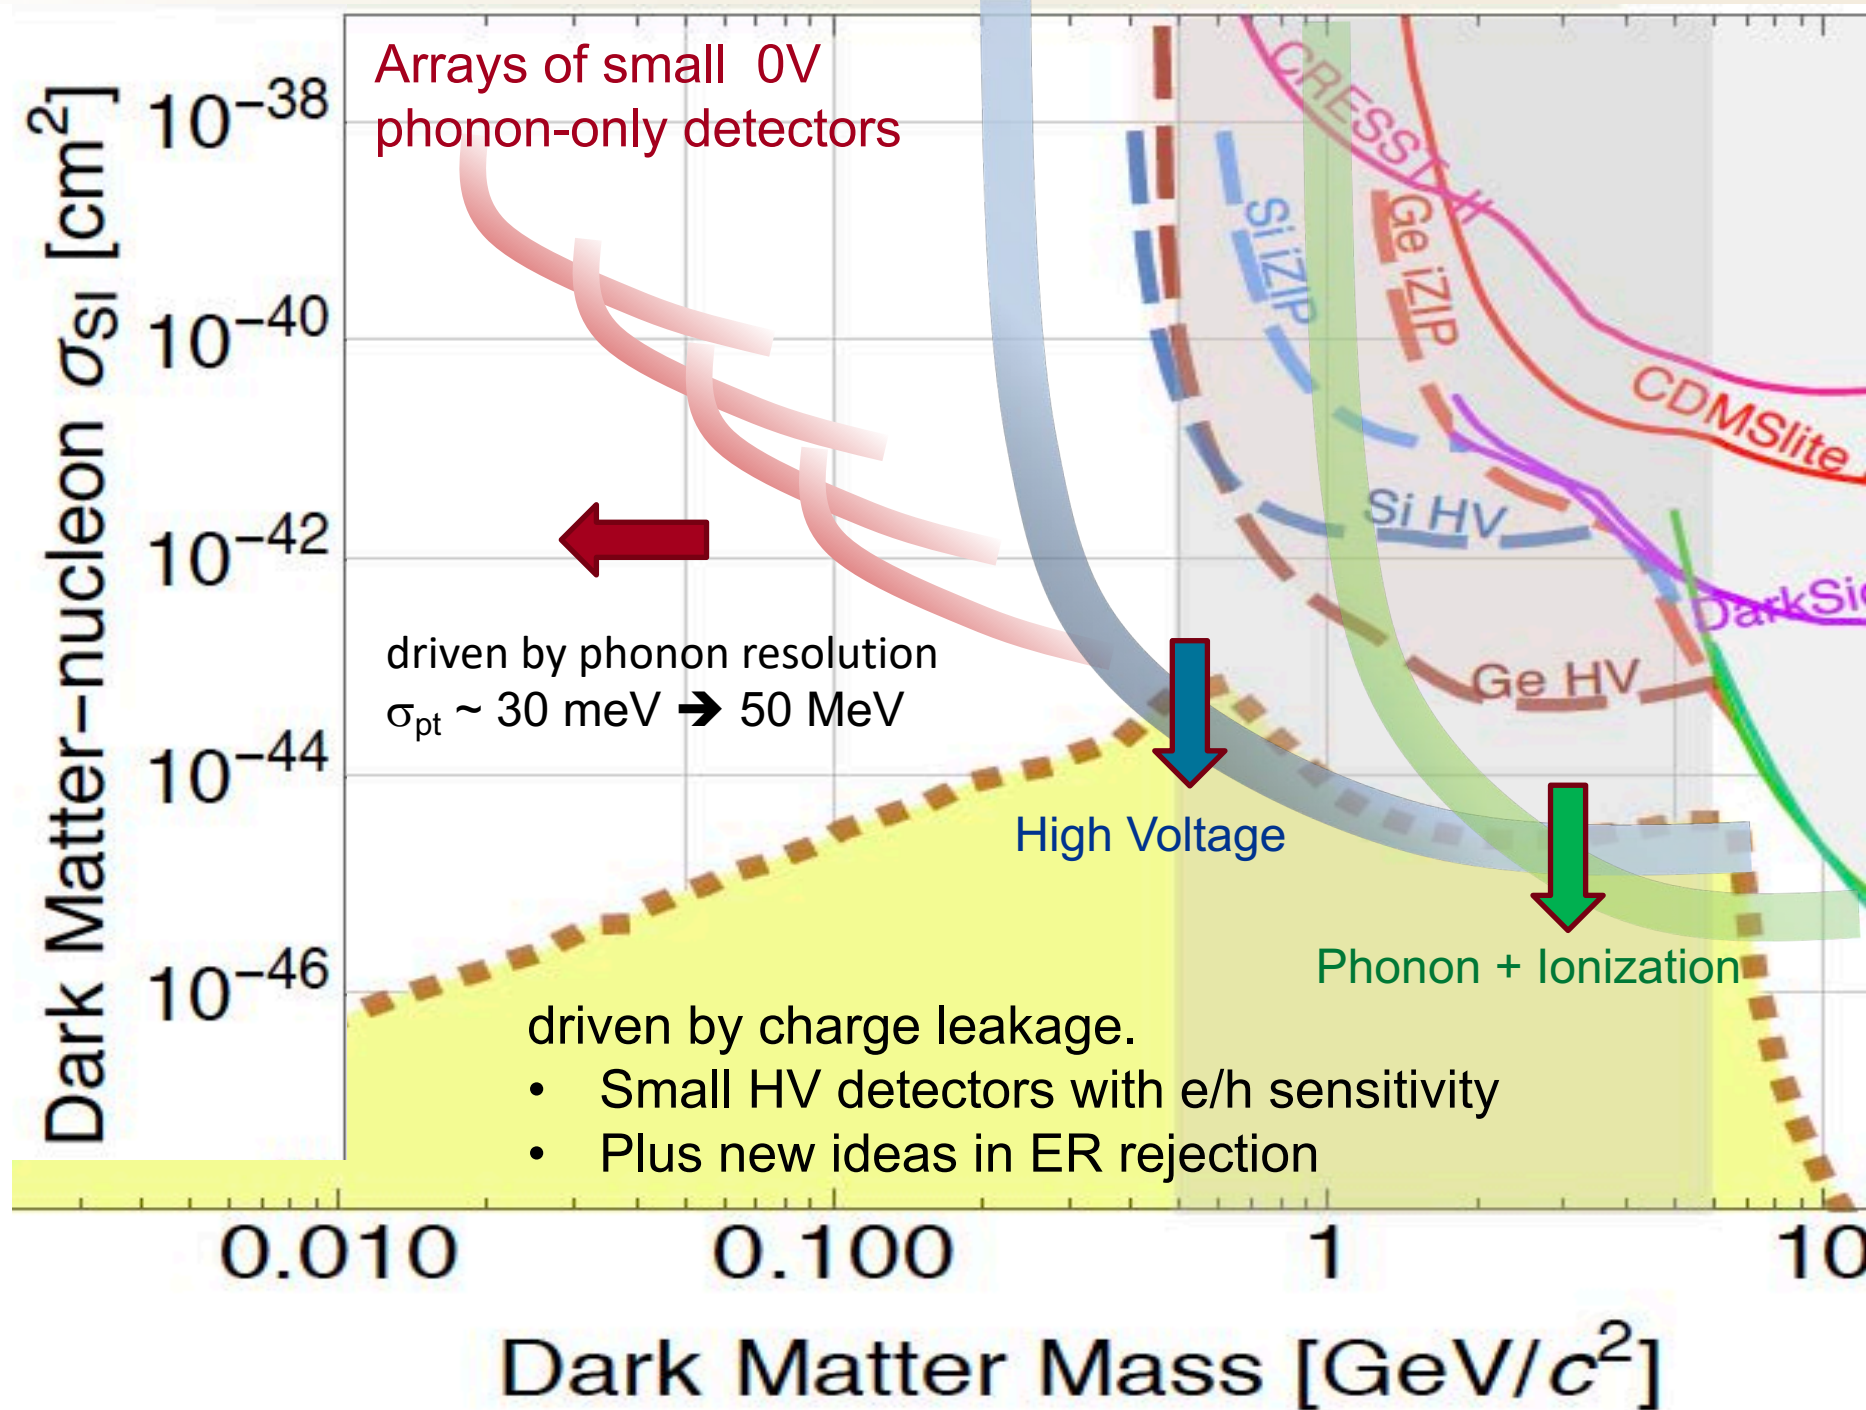 Arrays of small 0V
phonon-only detectors
CRESST II
Si iZIP
Ge iZIP
CDMSlite
Si HV
Ge HV
driven by phonon resolution
σpt ~ 30 meV ➔ 50 MeV
High Voltage
Phonon + Ionization
driven by charge leakage.
• Small HV detectors with e/h sensitivity
• Plus new ideas in ER rejection
Dark Matter–nucleon σSI [cm²]
10⁻³⁸
10⁻⁴⁰
10⁻⁴²
10⁻⁴⁴
10⁻⁴⁶
0.010 0.100 1 10
Dark Matter Mass [GeV/c²]